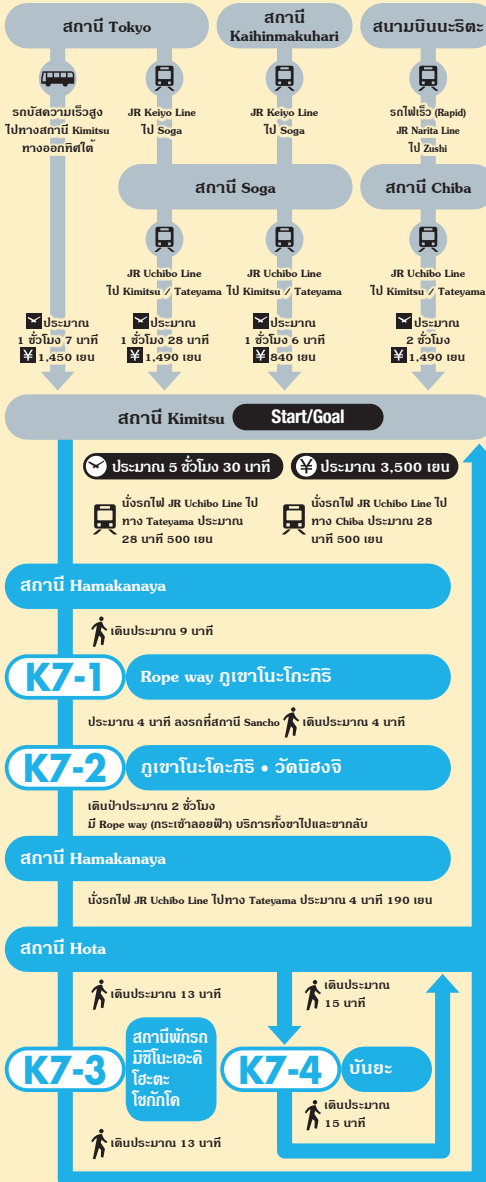 สถานี Tokyo
สถานี
Kaihinmakuhari
สนามบินนะริตะ
รถบัสความเร็วสูง
ไปทางสถานี Kimitsu
ทางออกทิศใต้
JR Keiyo Line
ไป Soga
JR Keiyo Line
ไป Soga
รถไฟเร็ว (Rapid)
JR Narita Line
ไป Zushi
สถานี Soga
สถานี Chiba
JR Uchibo Line
ไป Kimitsu / Tateyama
JR Uchibo Line
ไป Kimitsu / Tateyama
JR Uchibo Line
ไป Kimitsu / Tateyama
ประมาณ
1 ชั่วโมง 7 นาที
¥ 1,450 เยน
ประมาณ
1 ชั่วโมง 28 นาที
¥ 1,490 เยน
ประมาณ
1 ชั่วโมง 6 นาที
¥ 840 เยน
ประมาณ
2 ชั่วโมง
¥ 1,490 เยน
สถานี Kimitsu Start/Goal
ประมาณ 5 ชั่วโมง 30 นาที
¥ ประมาณ 3,500 เยน
นั่งรถไฟ JR Uchibo Line ไป
ทาง Tateyama ประมาณ
28 นาที 500 เยน
นั่งรถไฟ JR Uchibo Line ไป
ทาง Chiba ประมาณ 28
นาที 500 เยน
สถานี Hamakanaya
เดินประมาณ 9 นาที
K7-1 Rope way ภูเขาโนะโกะกิริ
ประมาณ 4 นาที ลงรถที่สถานี Sancho เดินประมาณ 4 นาที
K7-2 ภูเขาโนะโคะกิริ • วัดนิฮงจิ
เดินป่าประมาณ 2 ชั่วโมง
มี Rope way (กระเช้าลอยฟ้า) บริการทั้งขาไปและขากลับ
สถานี Hamakanaya
นั่งรถไฟ JR Uchibo Line ไปทาง Tateyama ประมาณ 4 นาที 190 เยน
สถานี Hota
เดินประมาณ 13 นาที
เดินประมาณ
15 นาที
K7-3
สถานีพักรถ
มิชิโนะเอะคิ
โฮะตะ
โชกักโค
K7-4 บันยะ
เดินประมาณ
15 นาที
เดินประมาณ 13 นาที